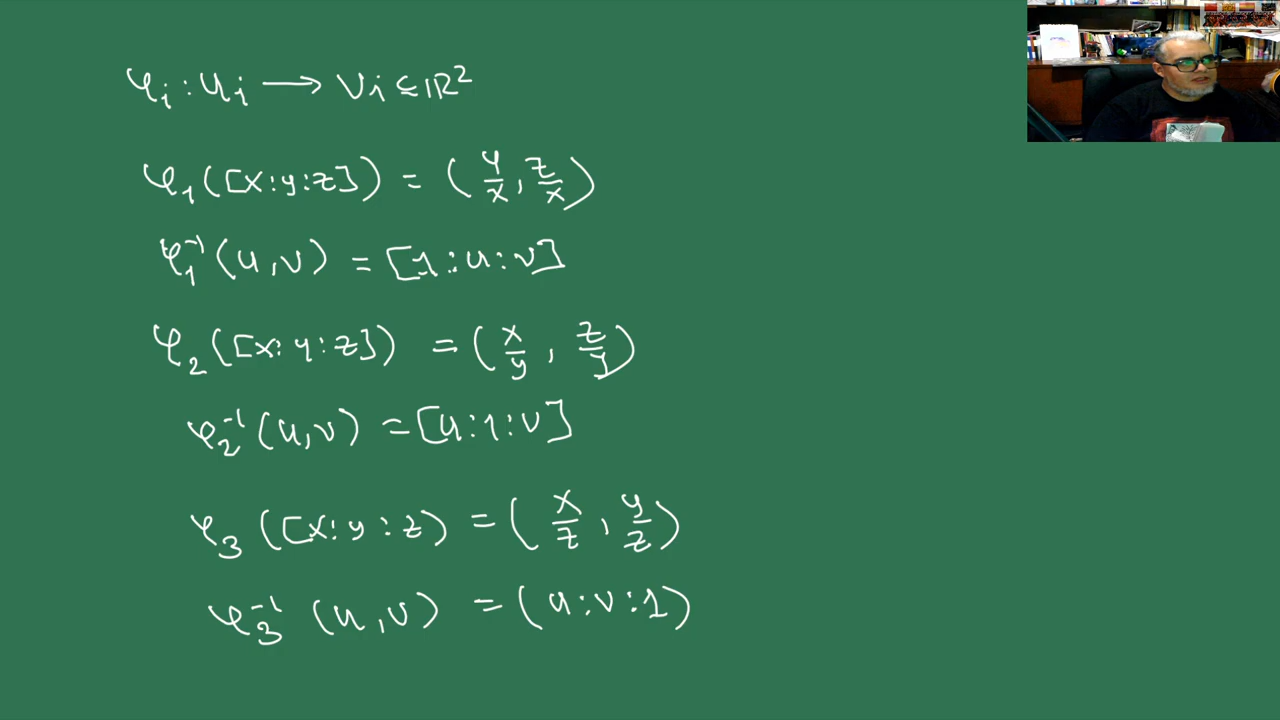 φᵢ : Uᵢ ⟶ Vᵢ ⊆ ℝ²
φ₁([x:y:z]) = (y/x, z/x)
φ₁⁻¹(u,v) = [1:u:v]
φ₂([x:y:z]) = (x/y, z/y)
φ₂⁻¹(u,v) = [u:1:v]
φ₃([x:y:z) = (x/z, y/z)
φ₃⁻¹(u,v) = (u:v:1)